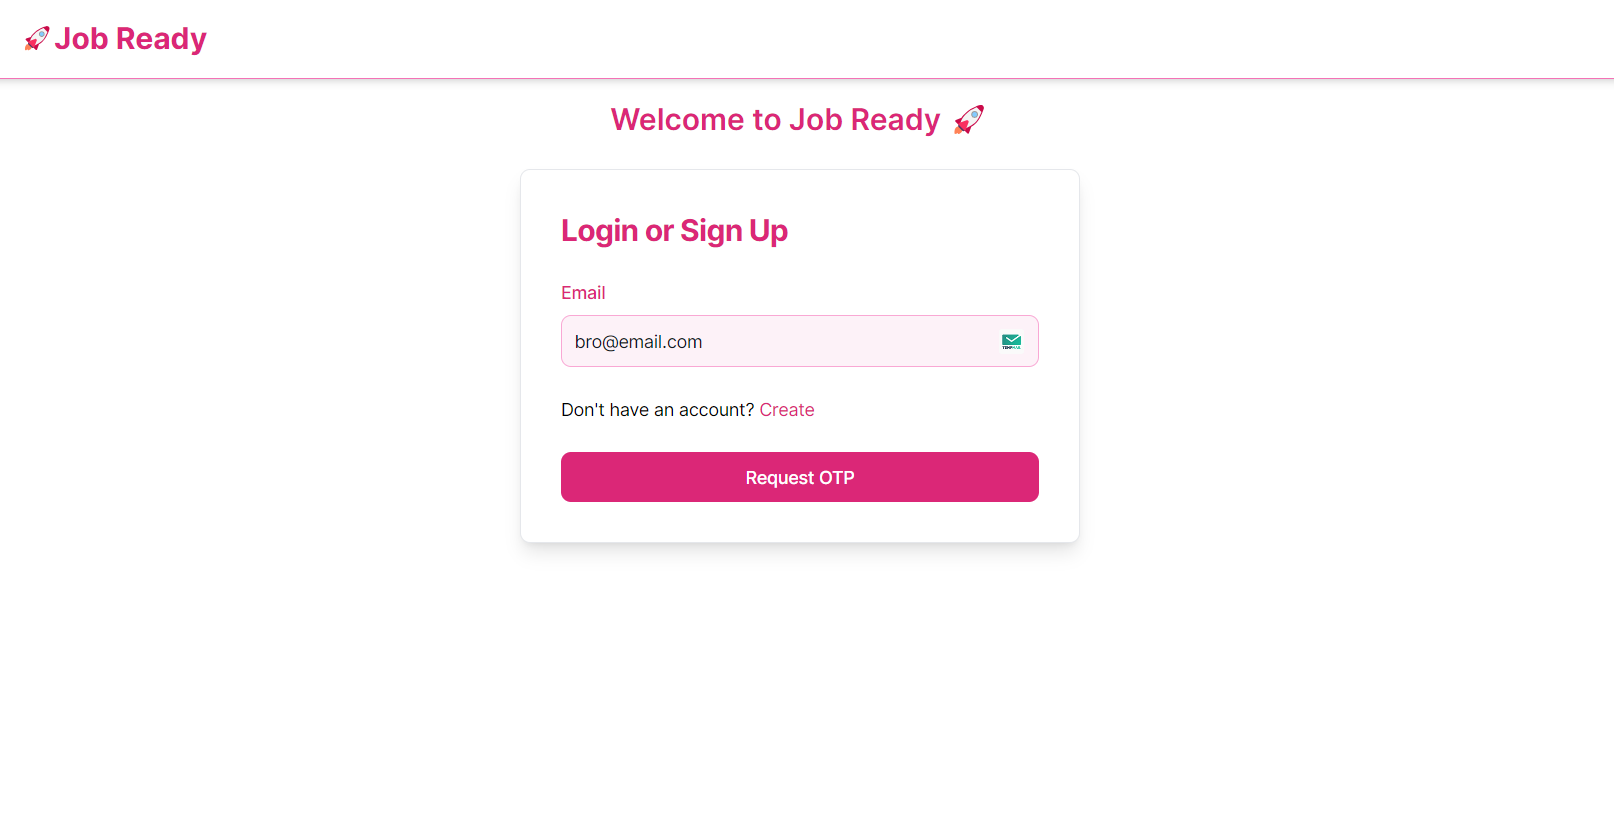 🚀Job Ready
Welcome to Job Ready 🚀
Login or Sign Up
Email
bro@email.com
Don't have an account? Create
Request OTP